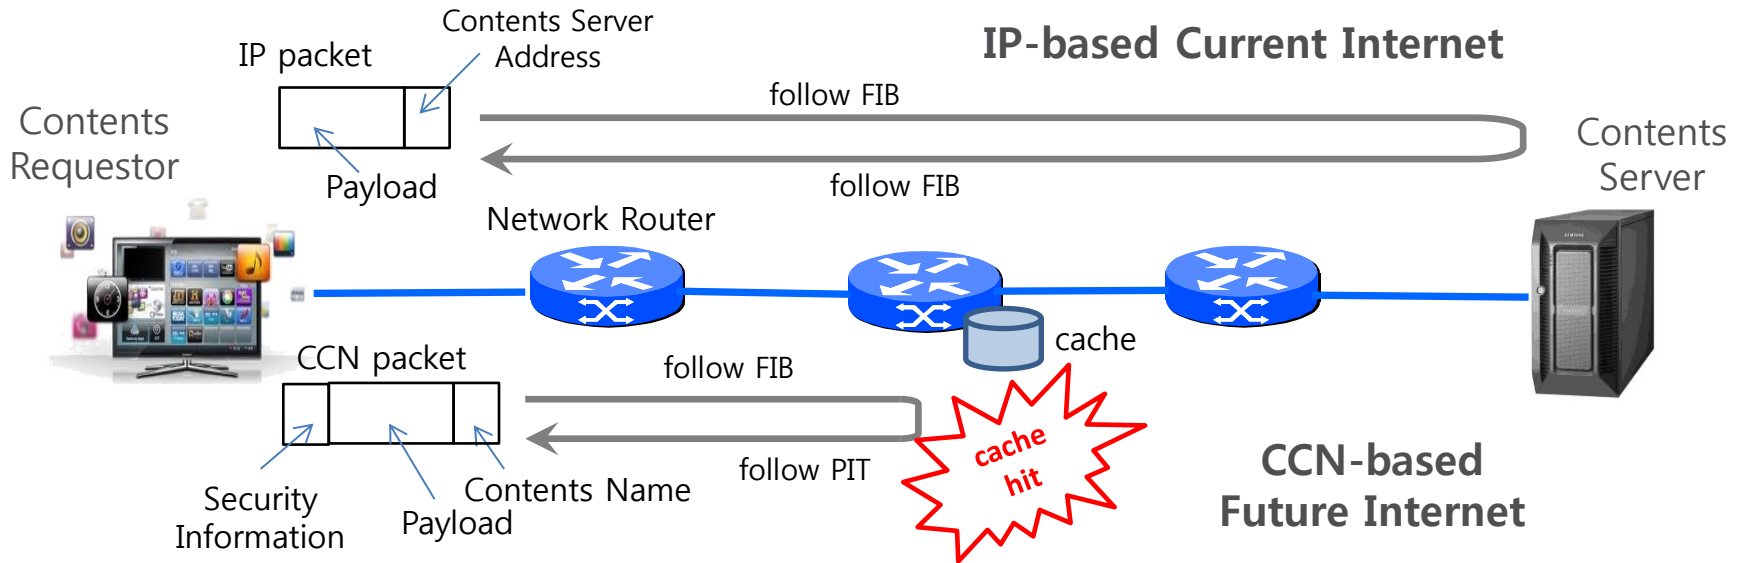 Contents Server
Address
IP packet
IP-based Current Internet
follow FIB
Contents
Requestor
Contents
Server
Payload
follow FIB
Network Router
cache
CCN packet
follow FIB
cache
hit
follow PIT
CCN-based
Future Internet
Security
Information
Payload
Contents Name